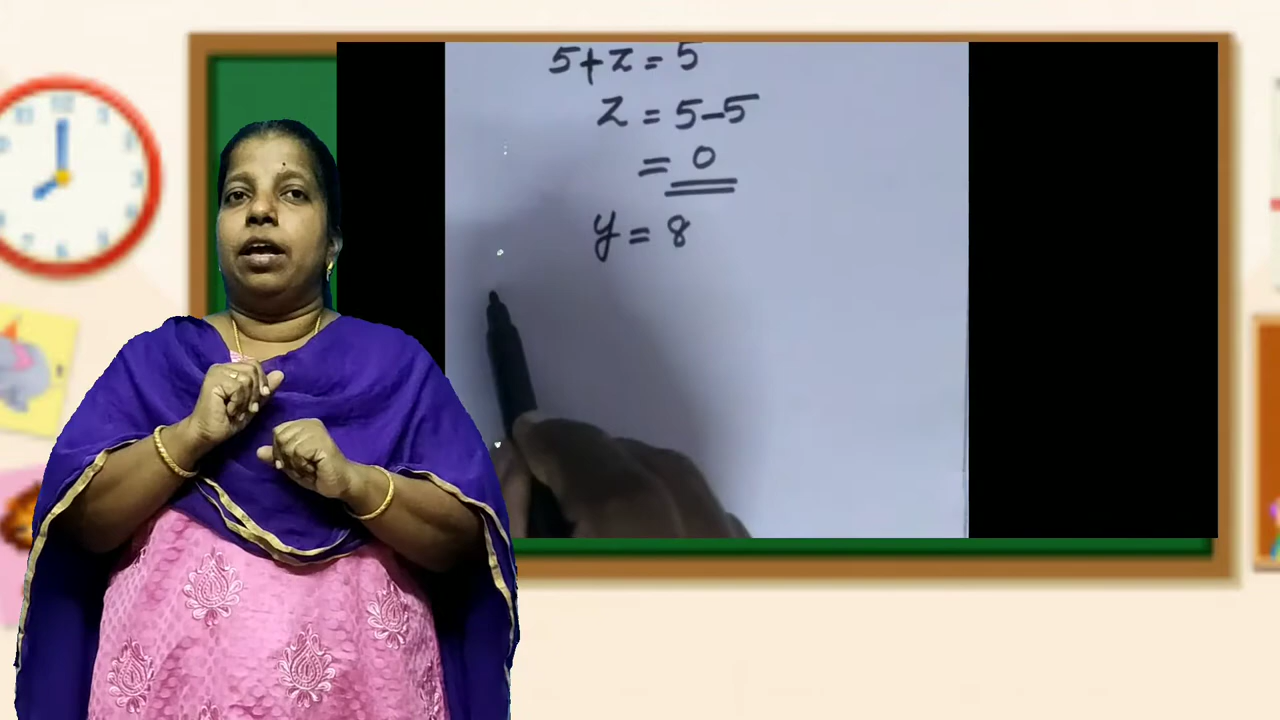 5+z=5
z = 5-5
= 0
y = 8